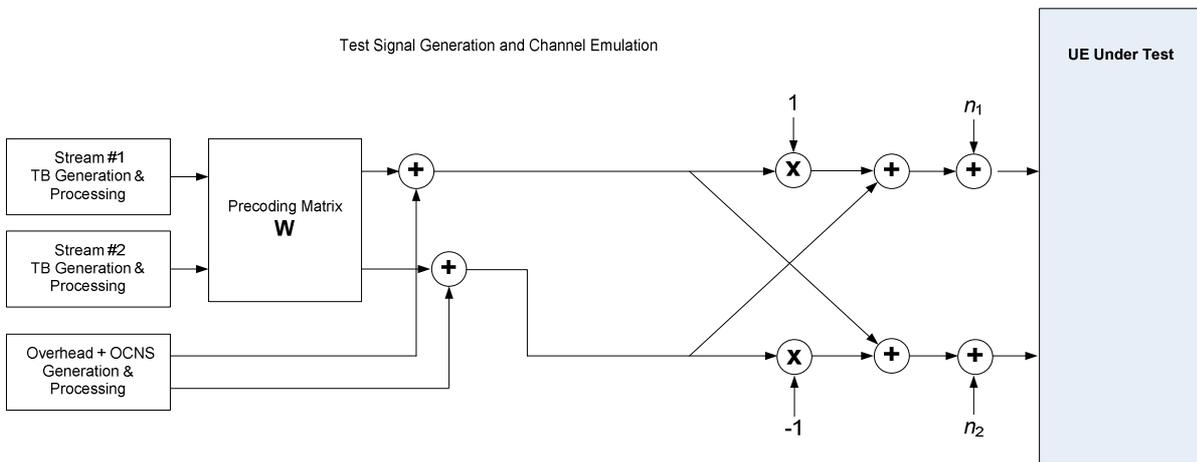 Test Signal Generation and Channel Emulation
UE Under Test
Stream #1
TB Generation &
Processing
Stream #2
TB Generation &
Processing
Overhead + OCNS
Generation &
Processing
Precoding Matrix
W
+
+
1
X
+
n1
+
X
-1
+
+
n2